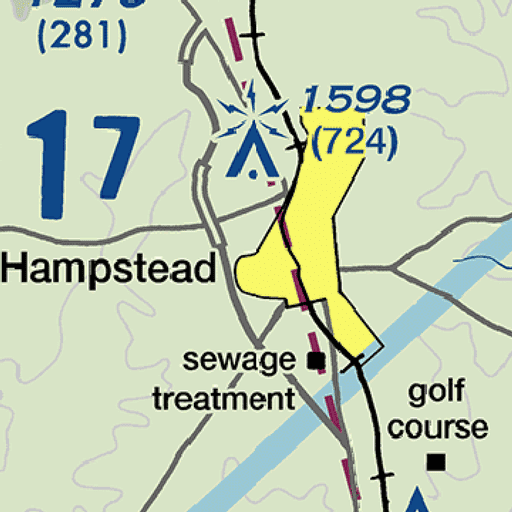 (281)
1598
(724)
17
Hampstead
sewage
treatment
golf
course